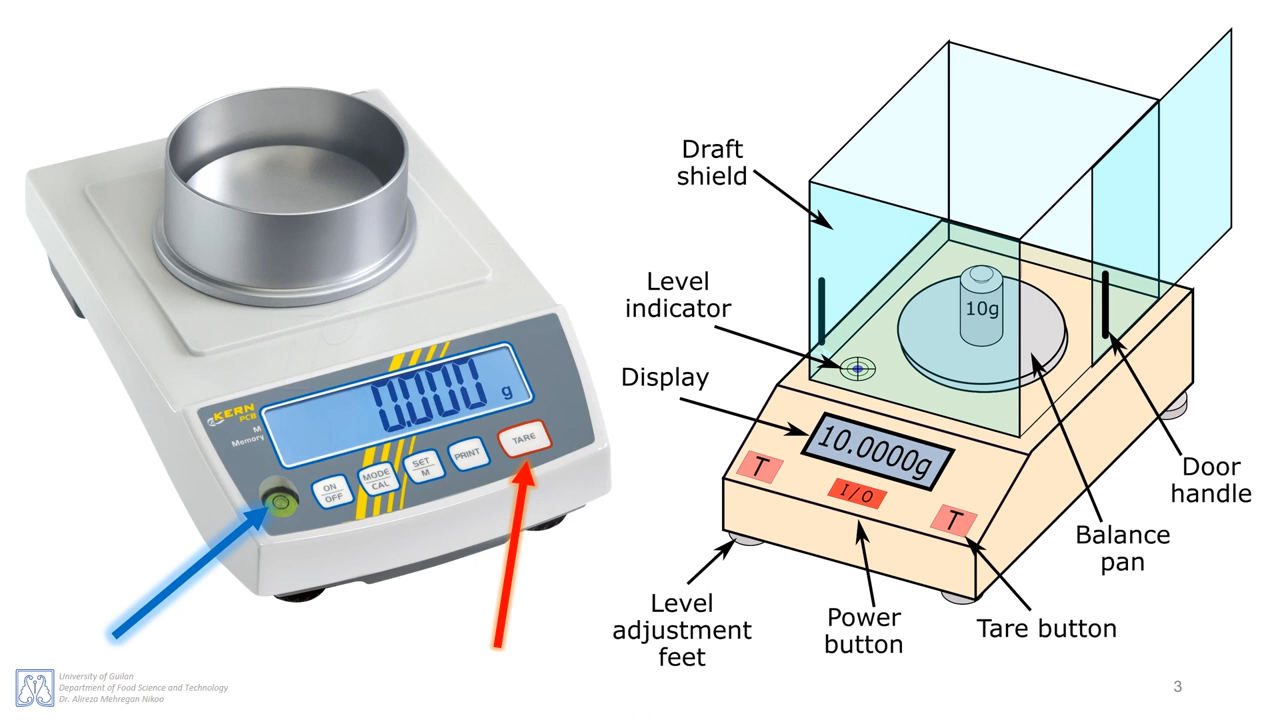 0.000 g
KERN
PCB
M
Memory
ON
OFF
MODE
CAL
SET
M
PRINT
TARE
Draft
shield
Level
indicator
Display
10g
10.0000g
T
I/O
T
Door
handle
Balance
pan
Level
adjustment
feet
Power
button
Tare button
University of Guilan
Department of Food Science and Technology
Dr. Alireza Mehregan Nikoo
3